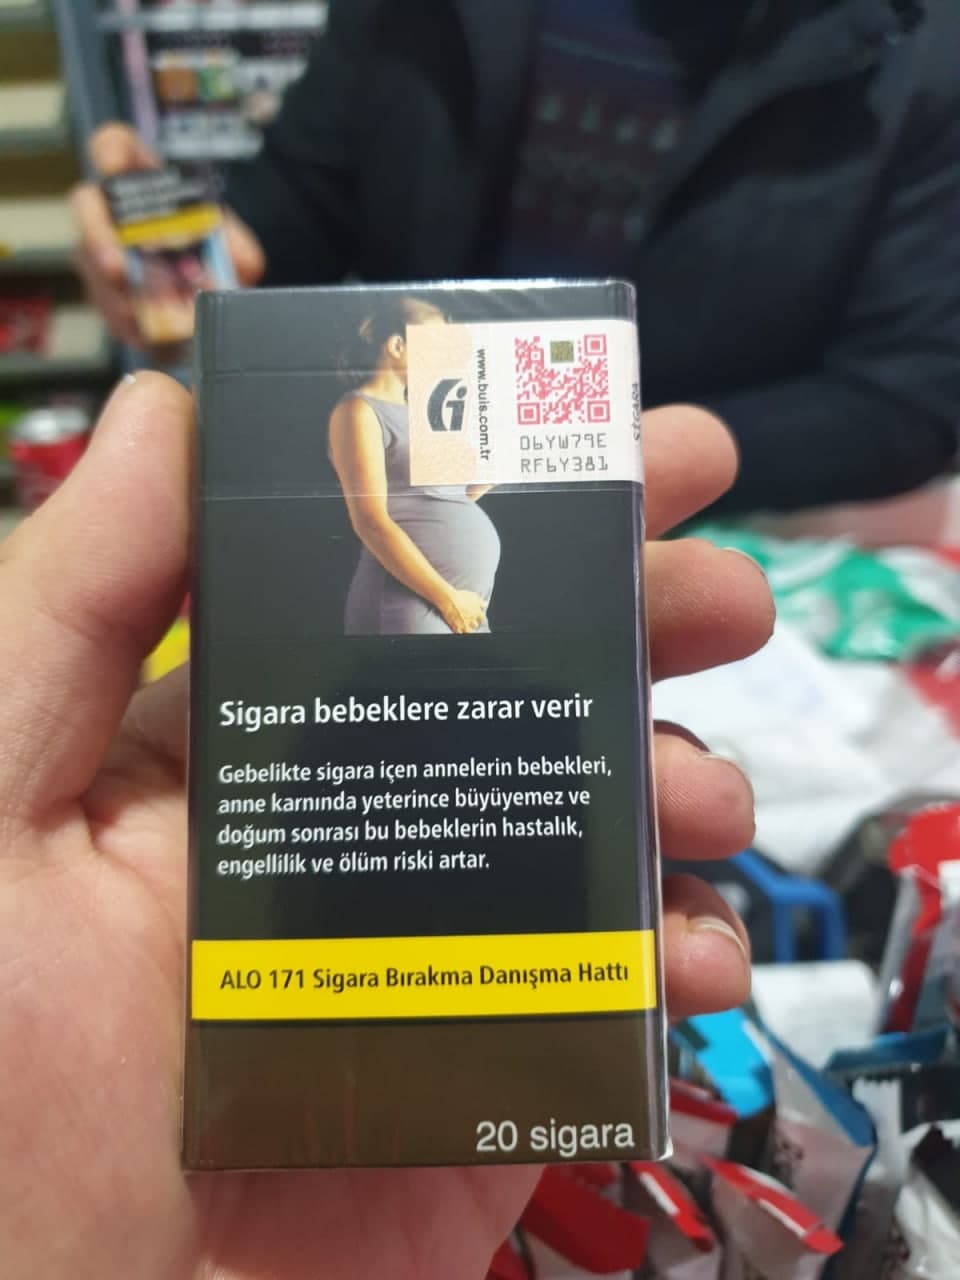 www.buis.com.tr
06YW79E
RF6Y381
Sigara bebeklere zarar verir
Gebelikte sigara içen annelerin bebekleri,
anne karnında yeterince büyüyemez ve
doğum sonrası bu bebeklerin hastalık,
engellilik ve ölüm riski artar.
ALO 171 Sigara Bırakma Danışma Hattı
20 sigara